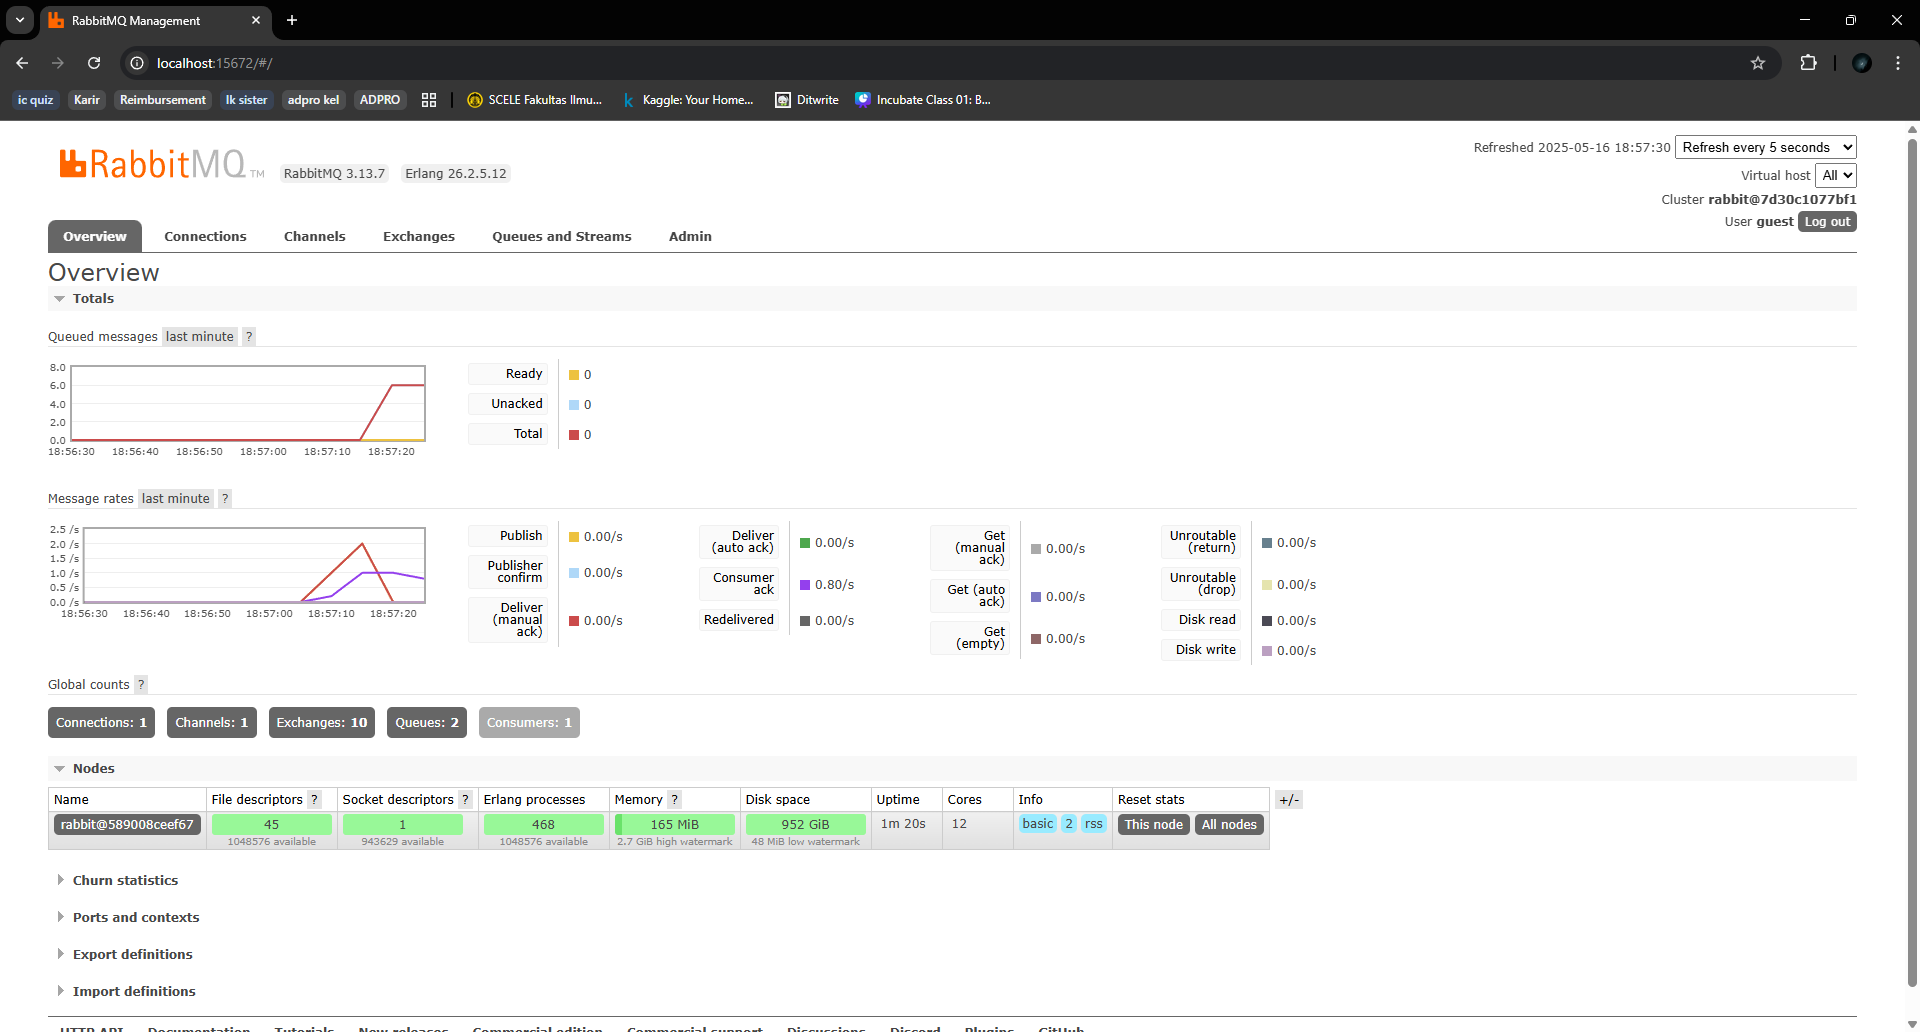 RabbitMQ Management
localhost:15672/#/
ic quiz Karir Reimbursement lk sister adpro kel ADPRO SCELE Fakultas Ilmu... Kaggle: Your Home... Ditwrite Incubate Class 01: B...
RabbitMQ TM RabbitMQ 3.13.7 Erlang 26.2.5.12
Refreshed 2025-05-16 18:57:30 Refresh every 5 seconds
Virtual host All
Cluster rabbit@7d30c1077bf1
User guest Log out
Overview Connections Channels Exchanges Queues and Streams Admin
Overview
Totals
Queued messages last minute ?
8.0
6.0
4.0
2.0
0.0
18:56:30 18:56:40 18:56:50 18:57:00 18:57:10 18:57:20
Ready 0
Unacked 0
Total 0
Message rates last minute ?
2.5 /s
2.0 /s
1.5 /s
1.0 /s
0.5 /s
0.0 /s
18:56:30 18:56:40 18:56:50 18:57:00 18:57:10 18:57:20
Publish 0.00/s
Publisher confirm 0.00/s
Deliver (manual ack) 0.00/s
Deliver (auto ack) 0.00/s
Consumer ack 0.80/s
Redelivered 0.00/s
Get (manual ack) 0.00/s
Get (auto ack) 0.00/s
Get (empty) 0.00/s
Unroutable (return) 0.00/s
Unroutable (drop) 0.00/s
Disk read 0.00/s
Disk write 0.00/s
Global counts ?
Connections: 1 Channels: 1 Exchanges: 10 Queues: 2 Consumers: 1
Nodes
Name File descriptors ? Socket descriptors ? Erlang processes Memory ? Disk space Uptime Cores Info Reset stats +/-
rabbit@589008ceef67 45 1 468 165 MiB 952 GiB 1m 20s 12 basic 2 rss This node All nodes
1048576 available 943629 available 1048576 available 2.7 GiB high watermark 48 MiB low watermark
Churn statistics
Ports and contexts
Export definitions
Import definitions
HTTP API Documentation Tutorials New releases Commercial edition Commercial support Discussions Discord Plugins GitHub